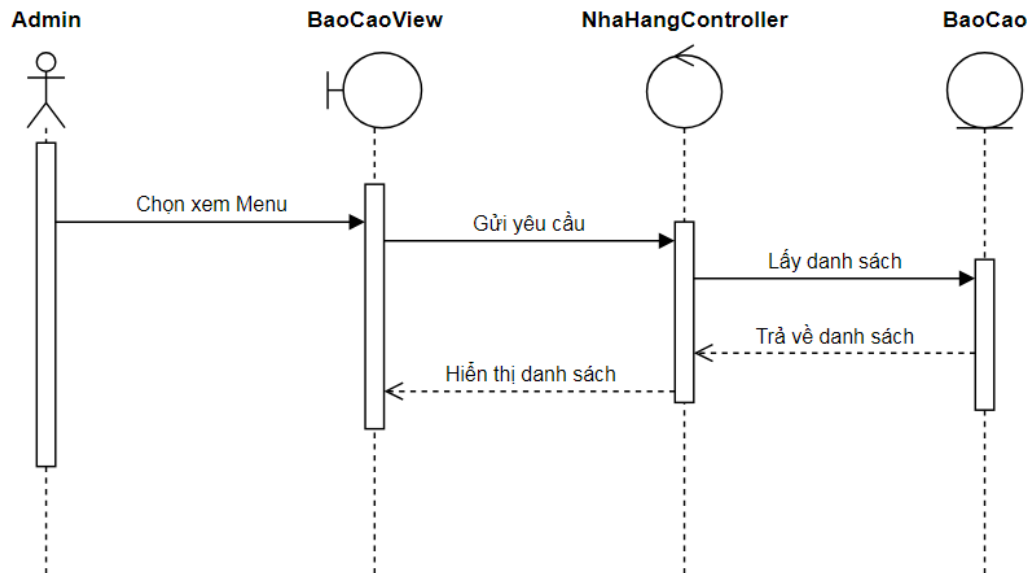 Admin
BaoCaoView
NhaHangController
BaoCao
Chọn xem Menu
Gửi yêu cầu
Lấy danh sách
Trả về danh sách
Hiển thị danh sách